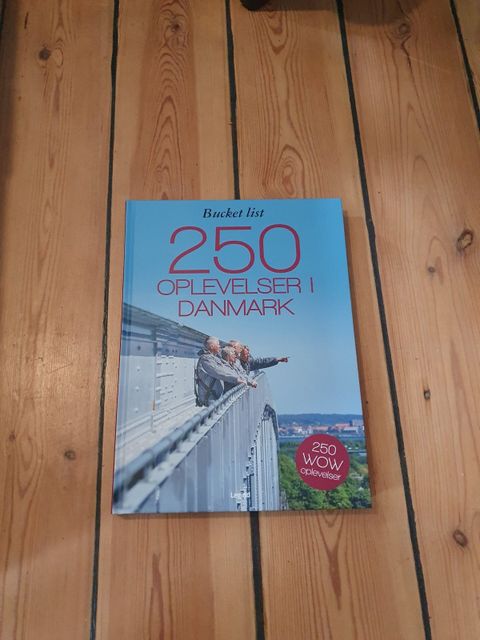 Bucket list
250
OPLEVELSER I
DANMARK
250
WOW
oplevelser